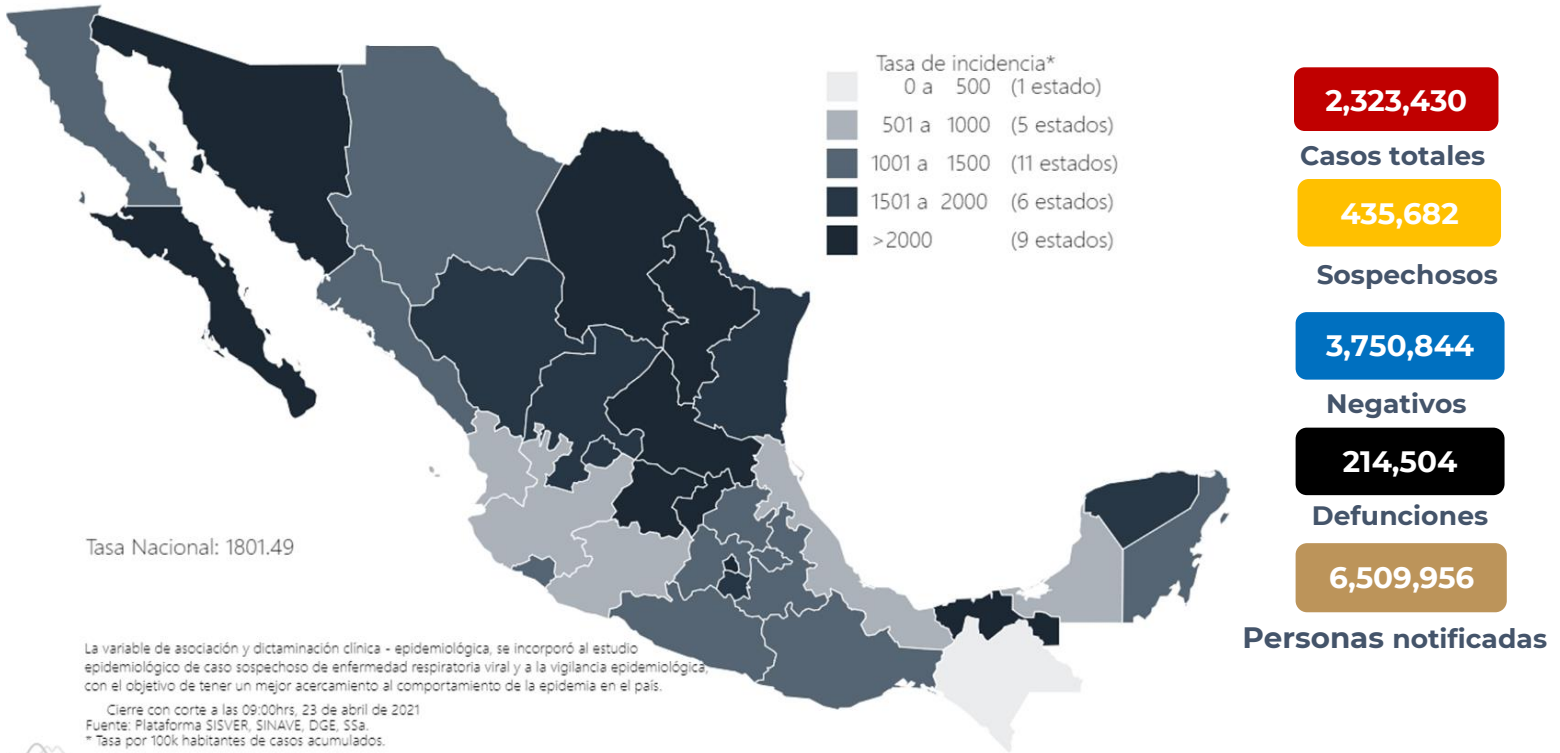 Tasa de incidencia*
0 a 500 (1 estado)
501 a 1000 (5 estados)
1001 a 1500 (11 estados)
1501 a 2000 (6 estados)
>2000 (9 estados)
2,323,430
Casos totales
435,682
Sospechosos
3,750,844
Negativos
214,504
Defunciones
6,509,956
Personas notificadas
Tasa Nacional: 1801.49
La variable de asociación y dictaminación clínica - epidemiológica, se incorporó al estudio
epidemiológico de caso sospechoso de enfermedad respiratoria viral y a la vigilancia epidemiológica,
con el objetivo de tener un mejor acercamiento al comportamiento de la epidemia en el país.
Cierre con corte a las 09:00hrs, 23 de abril de 2021
Fuente: Plataforma SISVER, SINAVE, DGE, SSa.
* Tasa por 100k habitantes de casos acumulados.